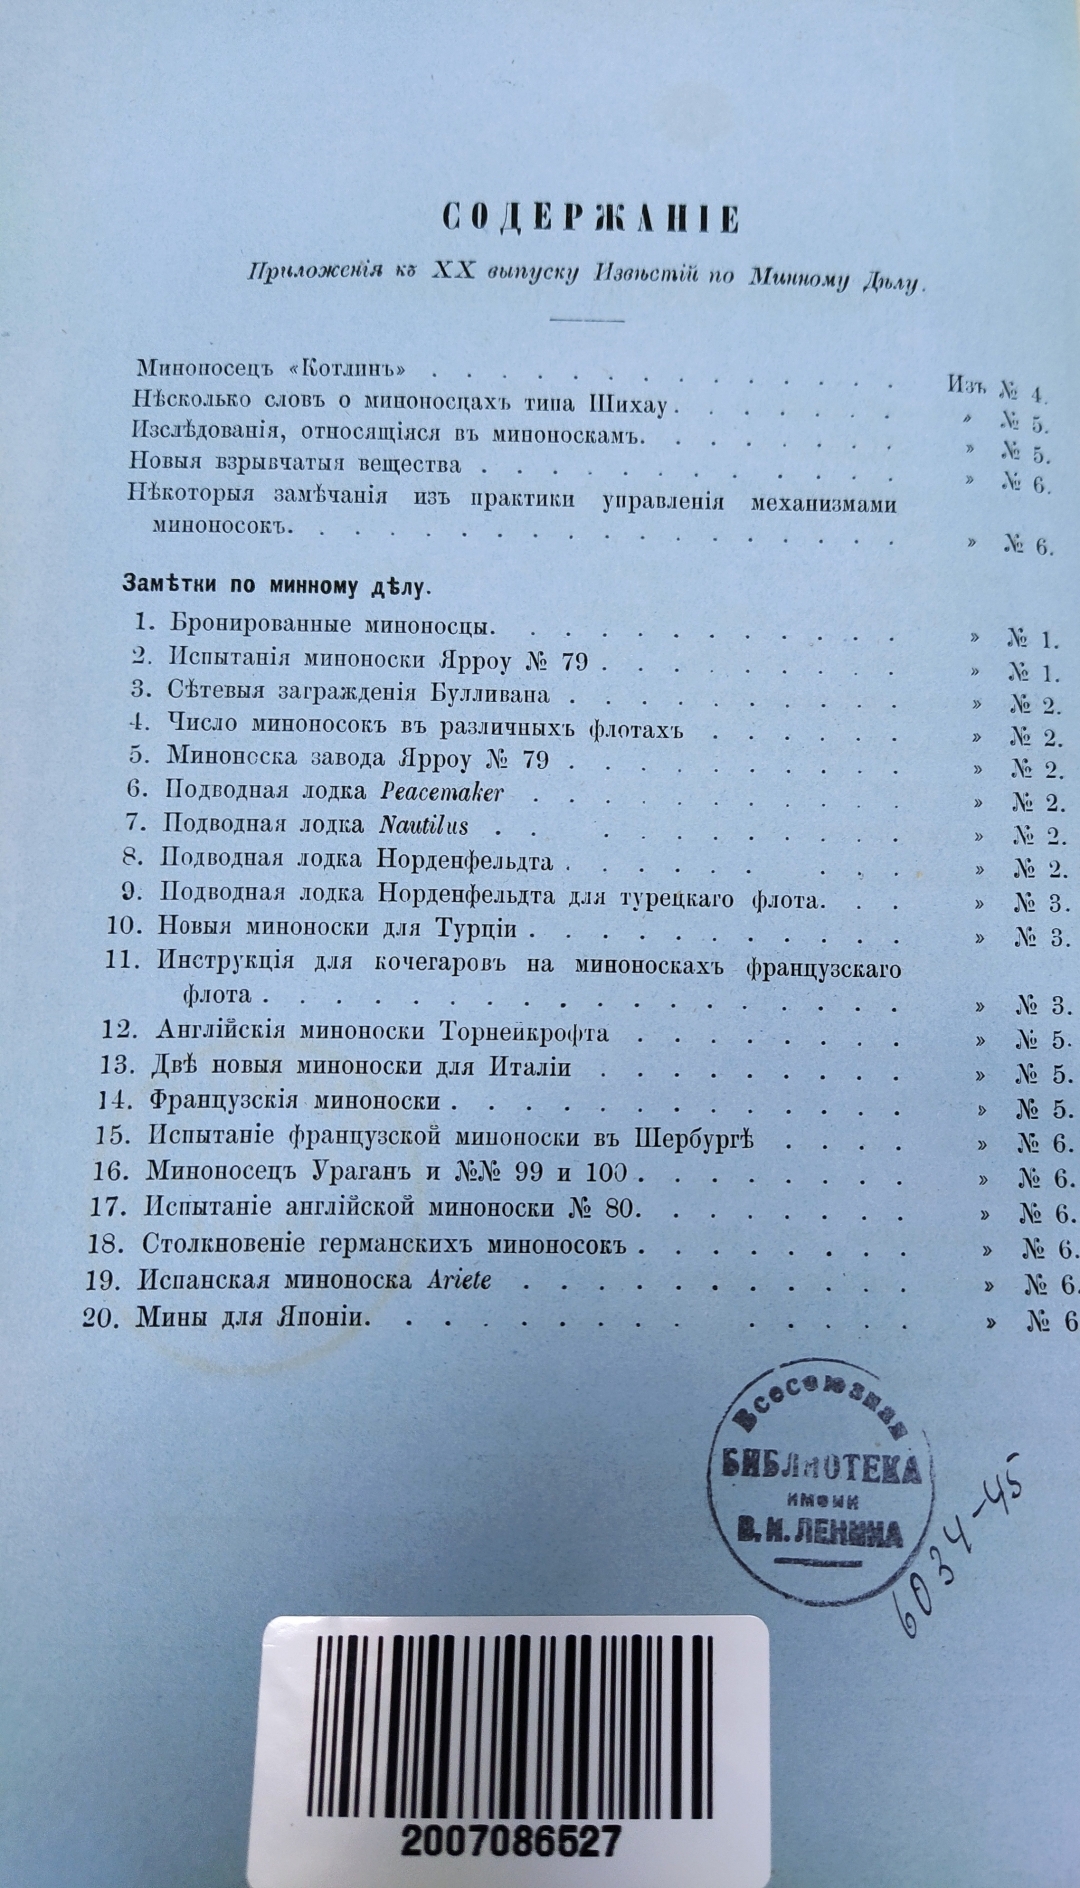 СОДЕРЖАНІЕ
Приложенія къ XX выпуску Извѣстій по Минному Дѣлу.
Миноносецъ «Котлинъ» . . . . . . . . . . . . Изъ № 4.
Нѣсколько словъ о миноносцахъ типа Шихау. . . . . . . » № 5.
Изслѣдованія, относящіяся въ миноноскамъ. . . . . . . . » № 5.
Новыя взрывчатыя вещества . . . . . . . . . . . . » № 6.
Нѣкоторыя замѣчанія изъ практики управленія механизмами
миноносокъ. . . . . . . . . . . . . . . . . » № 6.
Замѣтки по минному дѣлу.
1. Бронированные миноносцы. . . . . . . . . . . » № 1.
2. Испытанія миноноски Ярроу № 79 . . . . . . . . » № 1.
3. Сѣтевыя загражденія Булливана . . . . . . . . . . » № 2.
4. Число миноносокъ въ различныхъ флотахъ . . . . . . » № 2.
5. Миноноска завода Ярроу № 79 . . . . . . . . . » № 2.
6. Подводная лодка Peacemaker . . . . . . . . . . » № 2.
7. Подводная лодка Nautilus . . . . . . . . . . » № 2.
8. Подводная лодка Норденфельдта . . . . . . . . . » № 2.
9. Подводная лодка Норденфельдта для турецкаго флота. . . » № 3.
10. Новыя миноноски для Турціи . . . . . . . . . . . » № 3.
11. Инструкція для кочегаровъ на миноноскахъ французскаго
флота . . . . . . . . . . . . . . . . . » № 3.
12. Англійскія миноноски Торнейкрофта . . . . . . . . » № 5.
13. Двѣ новыя миноноски для Италіи . . . . . . . . . » № 5.
14. Французскія миноноски . . . . . . . . . . . . . » № 5.
15. Испытаніе французской миноноски въ Шербургѣ . . . . » № 6.
16. Миноносецъ Ураганъ и №№ 99 и 100 . . . . . . . . » № 6.
17. Испытаніе англійской миноноски № 80. . . . . . . . » № 6.
18. Столкновеніе германскихъ миноносокъ . . . . . . . . » № 6.
19. Испанская миноноска Ariete . . . . . . . . . . . » № 6.
20. Мины для Японіи. . . . . . . . . . . . . . » № 6
Всесоюзная
БИБЛИОТЕКА
имени
В. И. ЛЕНИНА
6034-45
2007086527